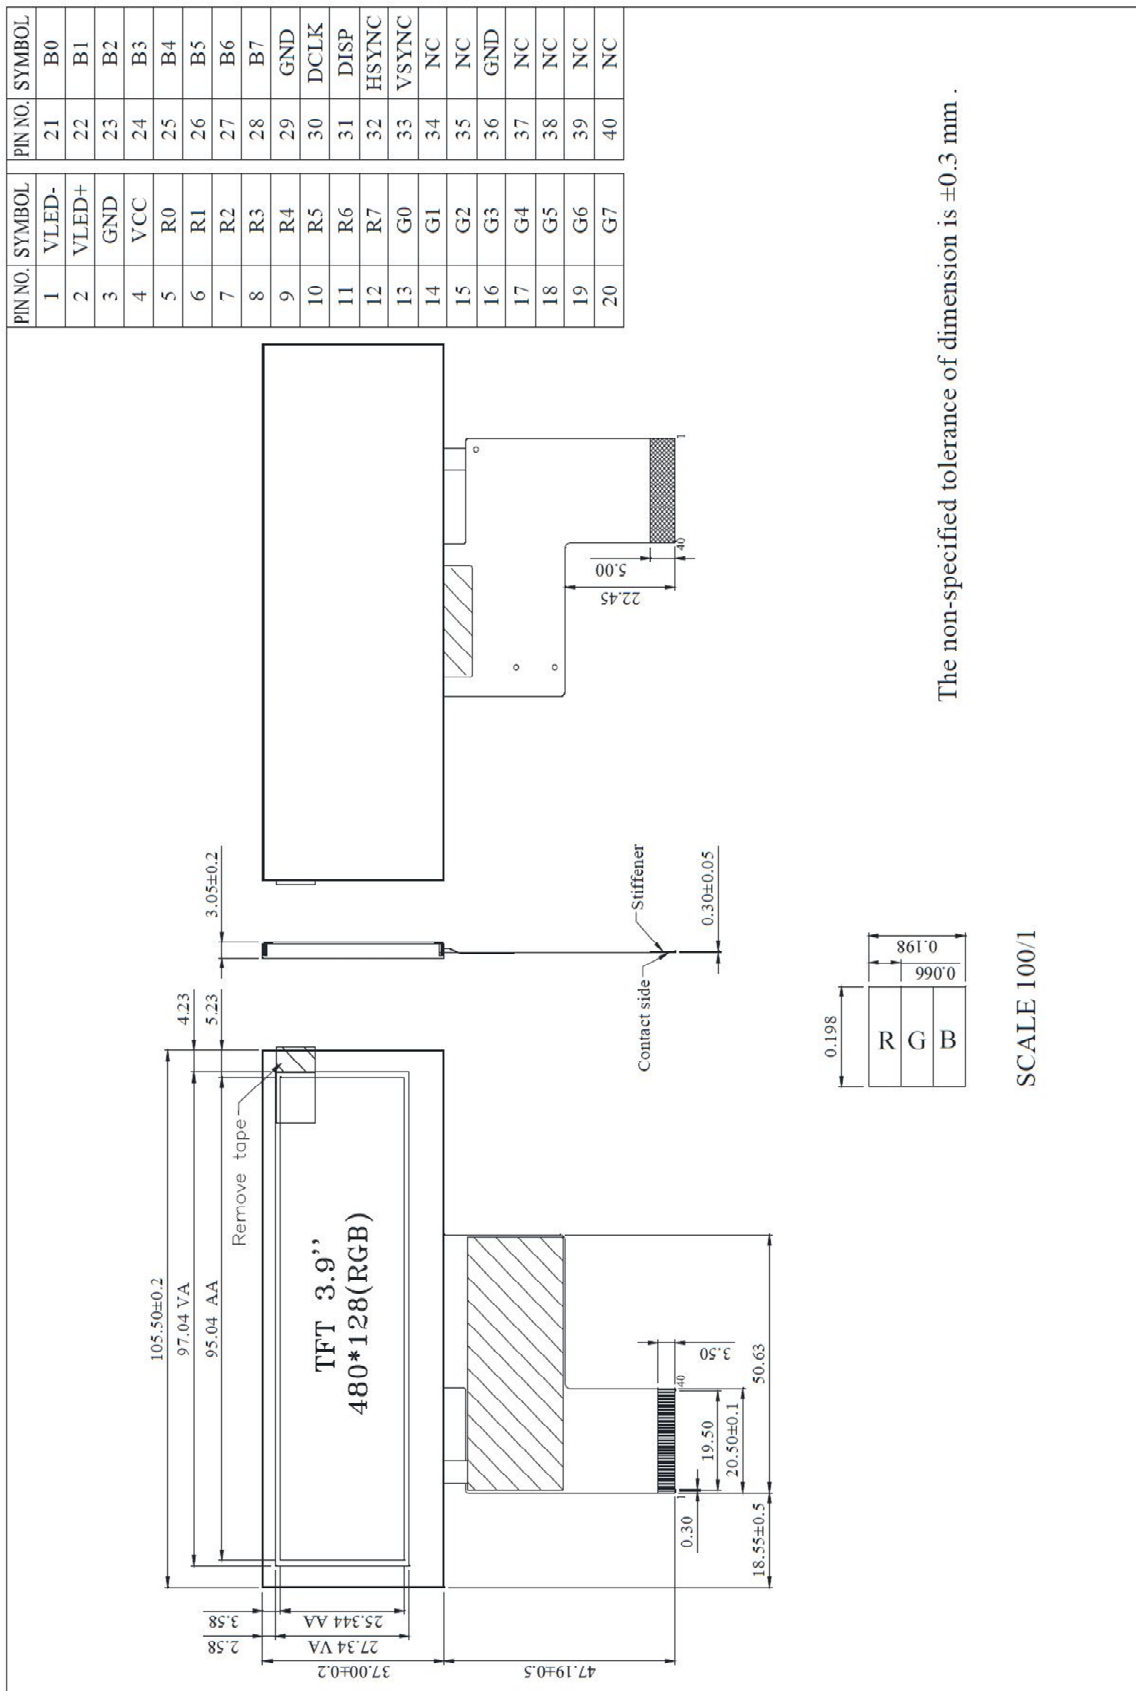 PIN NO. SYMBOL PIN NO. SYMBOL
1 VLED- 21 B0
2 VLED+ 22 B1
3 GND 23 B2
4 VCC 24 B3
5 R0 25 B4
6 R1 26 B5
7 R2 27 B6
8 R3 28 B7
9 R4 29 GND
10 R5 30 DCLK
11 R6 31 DISP
12 R7 32 HSYNC
13 G0 33 VSYNC
14 G1 34 NC
15 G2 35 NC
16 G3 36 GND
17 G4 37 NC
18 G5 38 NC
19 G6 39 NC
20 G7 40 NC
105.50±0.2
97.04 VA
4.23
95.04 AA
5.23
3.05±0.2
Remove tape
TFT 3.9''
480*128(RGB)
3.58
2.58
25.344 AA
27.34 VA
37.00±0.2
47.19±0.5
1
40
3.50
0.30
19.50
20.50±0.1
18.55±0.5
50.63
Contact side
Stiffener
0.30±0.05
5.00
22.45
40
1
0.198
R
G
B
0.066
0.198
SCALE 100/1
The non-specified tolerance of dimension is ±0.3 mm .